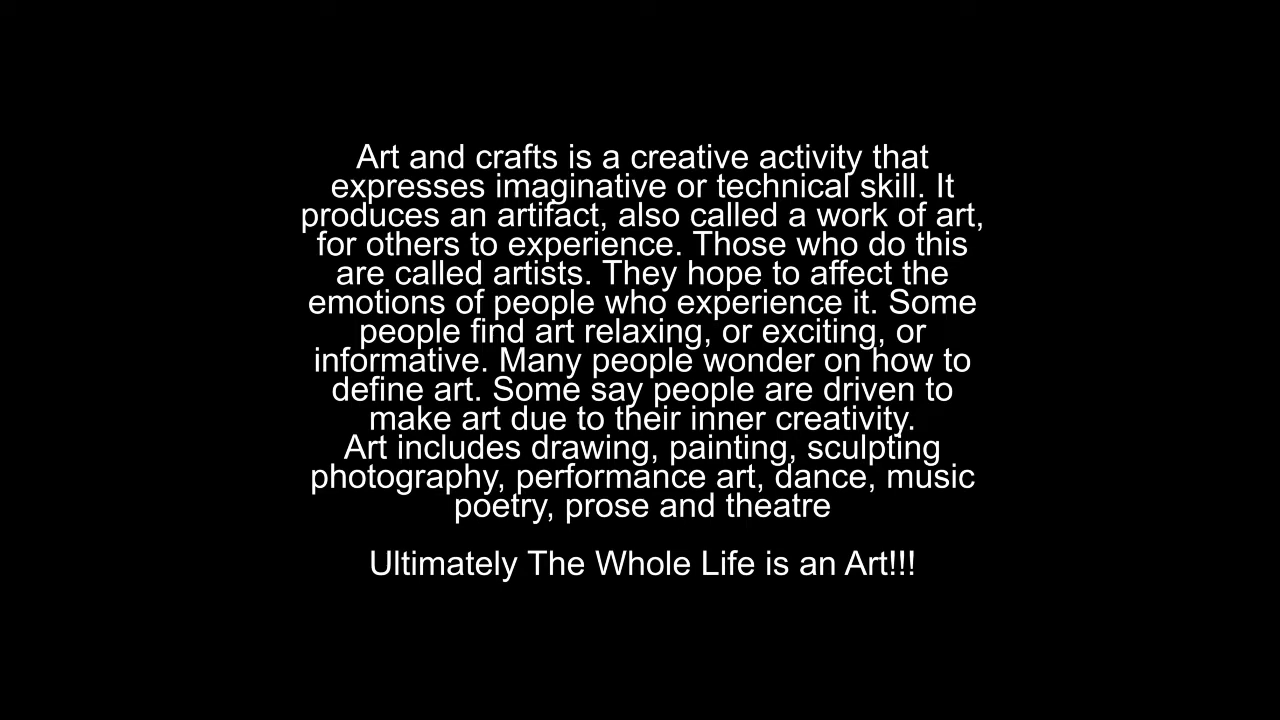 Art and crafts is a creative activity that
expresses imaginative or technical skill. It
produces an artifact, also called a work of art,
for others to experience. Those who do this
are called artists. They hope to affect the
emotions of people who experience it. Some
people find art relaxing, or exciting, or
informative. Many people wonder on how to
define art. Some say people are driven to
make art due to their inner creativity.
Art includes drawing, painting, sculpting
photography, performance art, dance, music
poetry, prose and theatre
Ultimately The Whole Life is an Art!!!